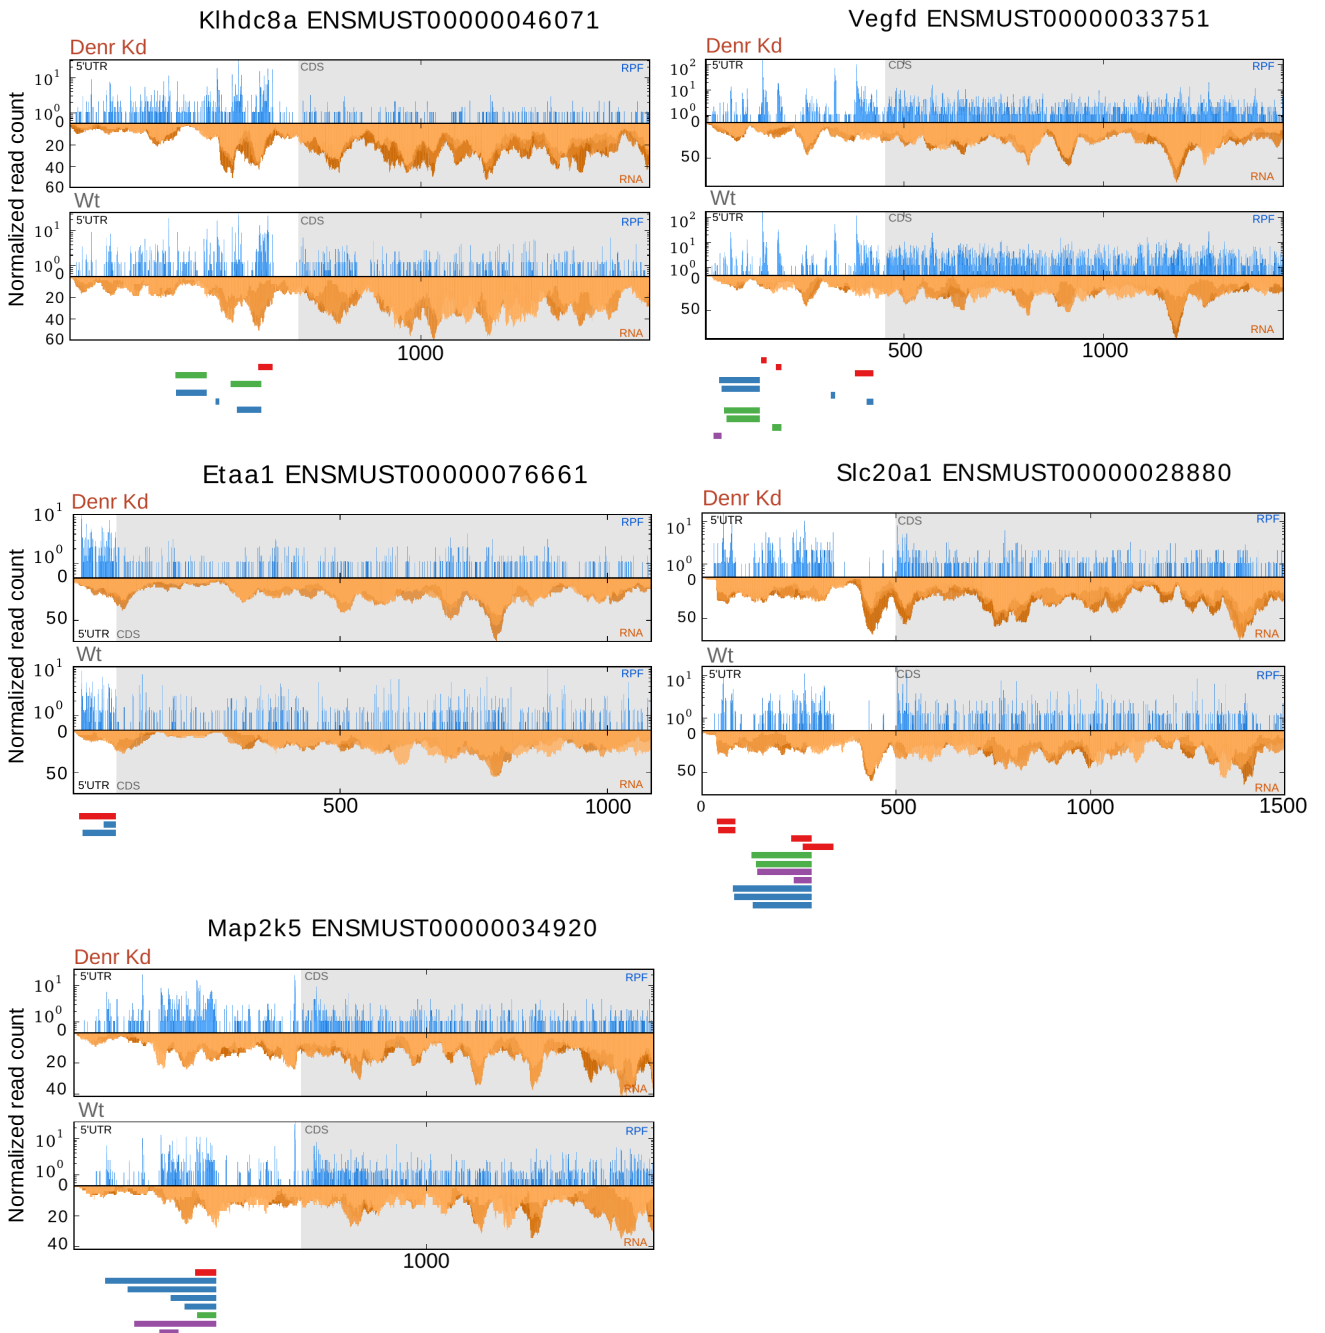 Klhdc8a ENSMUST00000046071
Denr Kd
5'UTR
CDS
RPF
10^1
10^0
0
20
40
60
RNA
Normalized read count
Wt
5'UTR
CDS
RPF
10^1
10^0
0
20
40
60
RNA
1000
Vegfd ENSMUST00000033751
Denr Kd
5'UTR
CDS
RPF
10^2
10^1
10^0
0
50
RNA
Wt
5'UTR
CDS
RPF
10^2
10^1
10^0
0
50
RNA
500 1000
Etaa1 ENSMUST00000076661
Denr Kd
10^1
RPF
10^0
0
50
5'UTR CDS
RNA
Normalized read count
Wt
10^1
RPF
10^0
0
50
5'UTR CDS
RNA
500 1000
Slc20a1 ENSMUST00000028880
Denr Kd
5'UTR
CDS
RPF
10^1
10^0
0
50
RNA
Wt
5'UTR
CDS
RPF
10^1
10^0
0
50
RNA
0 500 1000 1500
Map2k5 ENSMUST00000034920
Denr Kd
5'UTR
CDS
RPF
10^1
10^0
0
20
40
RNA
Normalized read count
Wt
5'UTR
CDS
RPF
10^1
10^0
0
20
40
RNA
1000